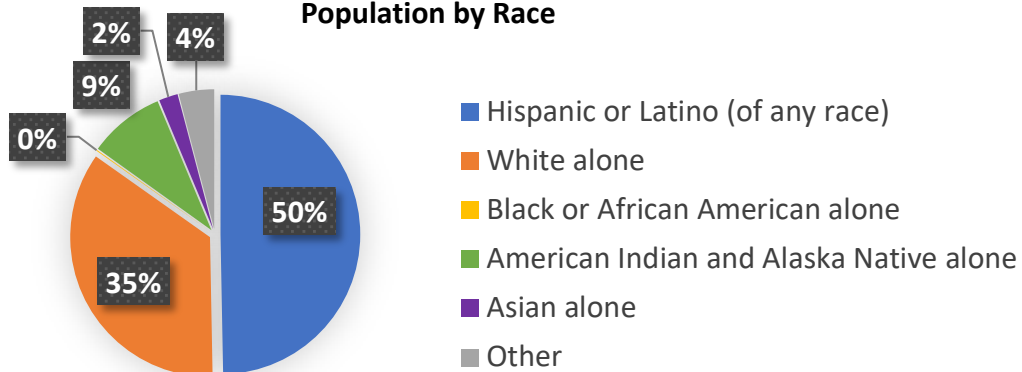 Population by Race
2%
4%
9%
0%
50%
35%
Hispanic or Latino (of any race)
White alone
Black or African American alone
American Indian and Alaska Native alone
Asian alone
Other